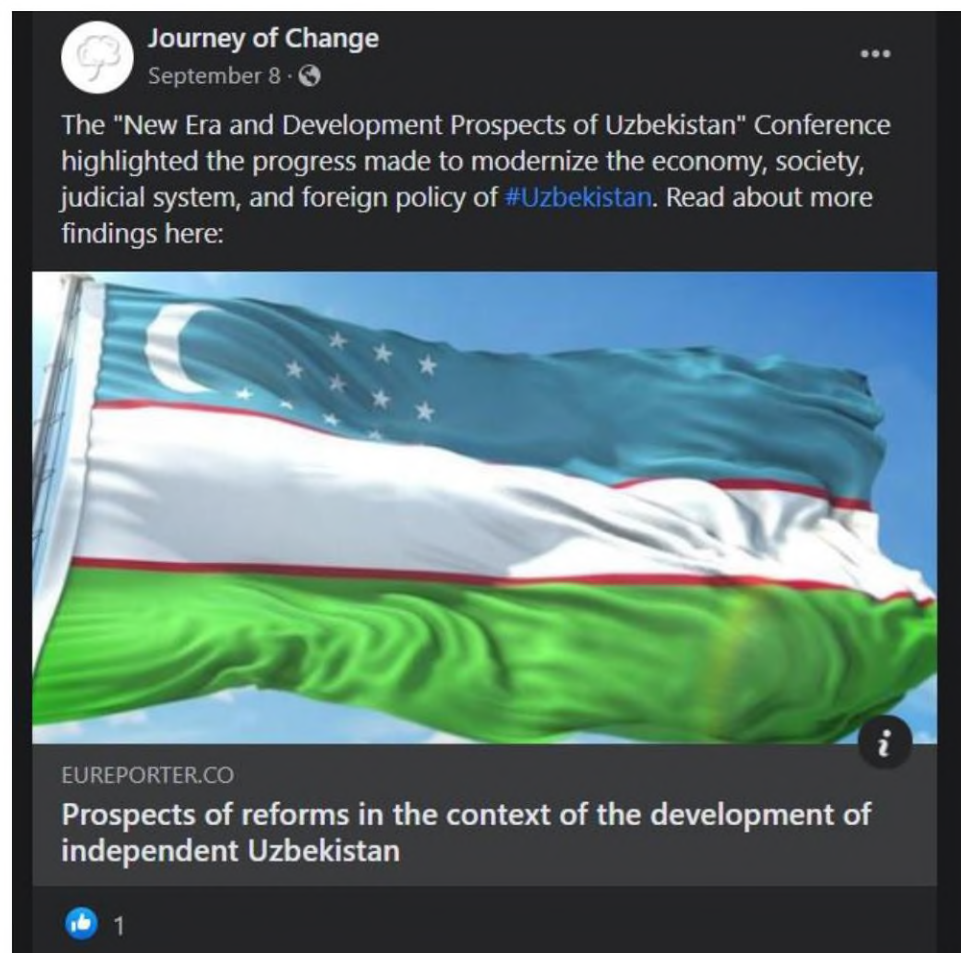 Journey of Change
September 8 ·
The "New Era and Development Prospects of Uzbekistan" Conference
highlighted the progress made to modernize the economy, society,
judicial system, and foreign policy of #Uzbekistan. Read about more
findings here:
i
EUREPORTER.CO
Prospects of reforms in the context of the development of
independent Uzbekistan
1